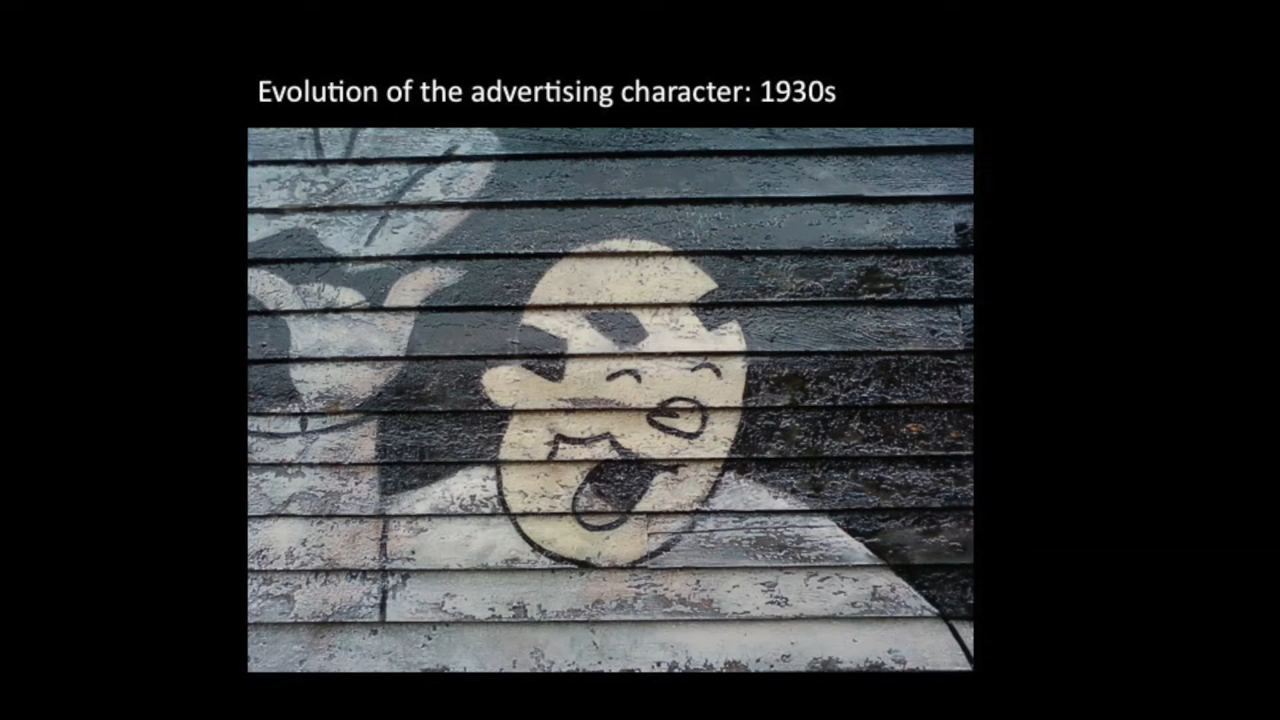 Evolution of the advertising character: 1930s